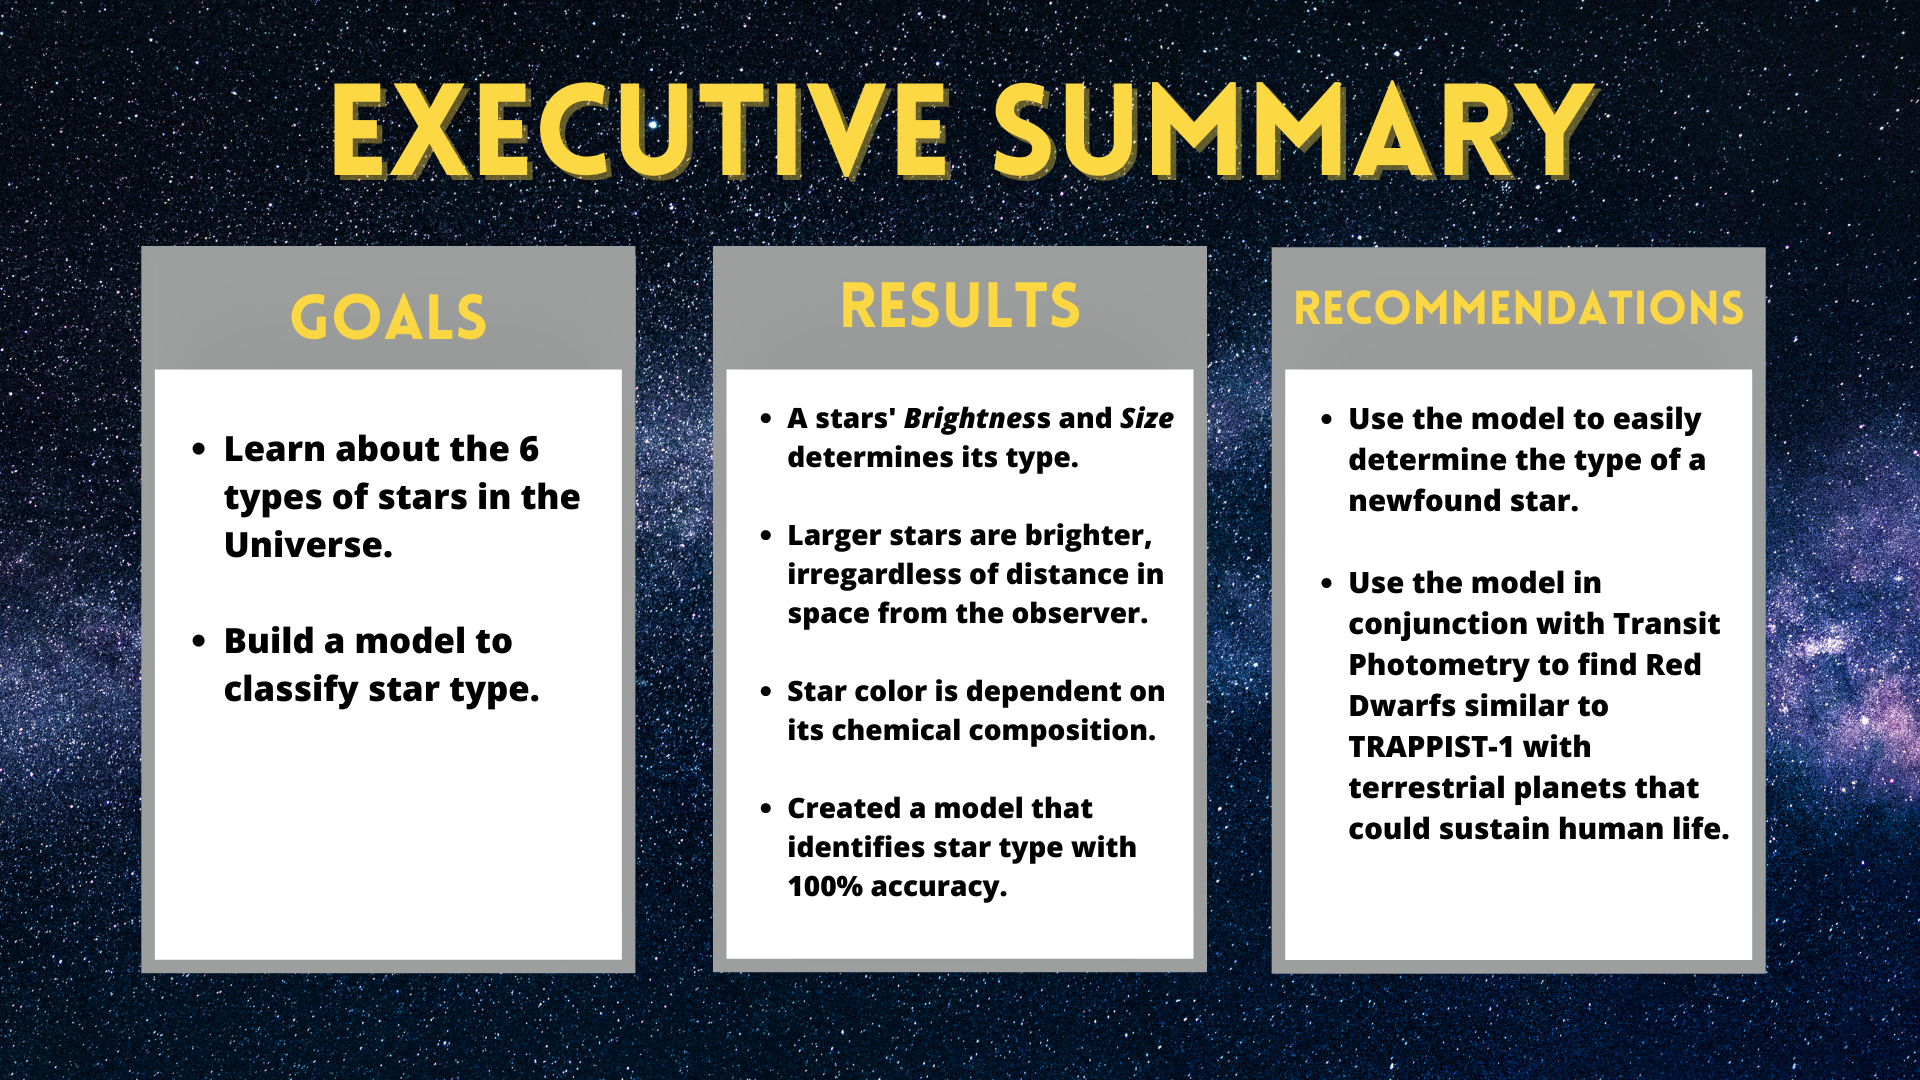 EXECUTIVE SUMMARY
GOALS
• Learn about the 6
types of stars in the
Universe.
• Build a model to
classify star type.
RESULTS
• A stars' Brightness and Size
determines its type.
• Larger stars are brighter,
irregardless of distance in
space from the observer.
• Star color is dependent on
its chemical composition.
• Created a model that
identifies star type with
100% accuracy.
RECOMMENDATIONS
• Use the model to easily
determine the type of a
newfound star.
• Use the model in
conjunction with Transit
Photometry to find Red
Dwarfs similar to
TRAPPIST-1 with
terrestrial planets that
could sustain human life.